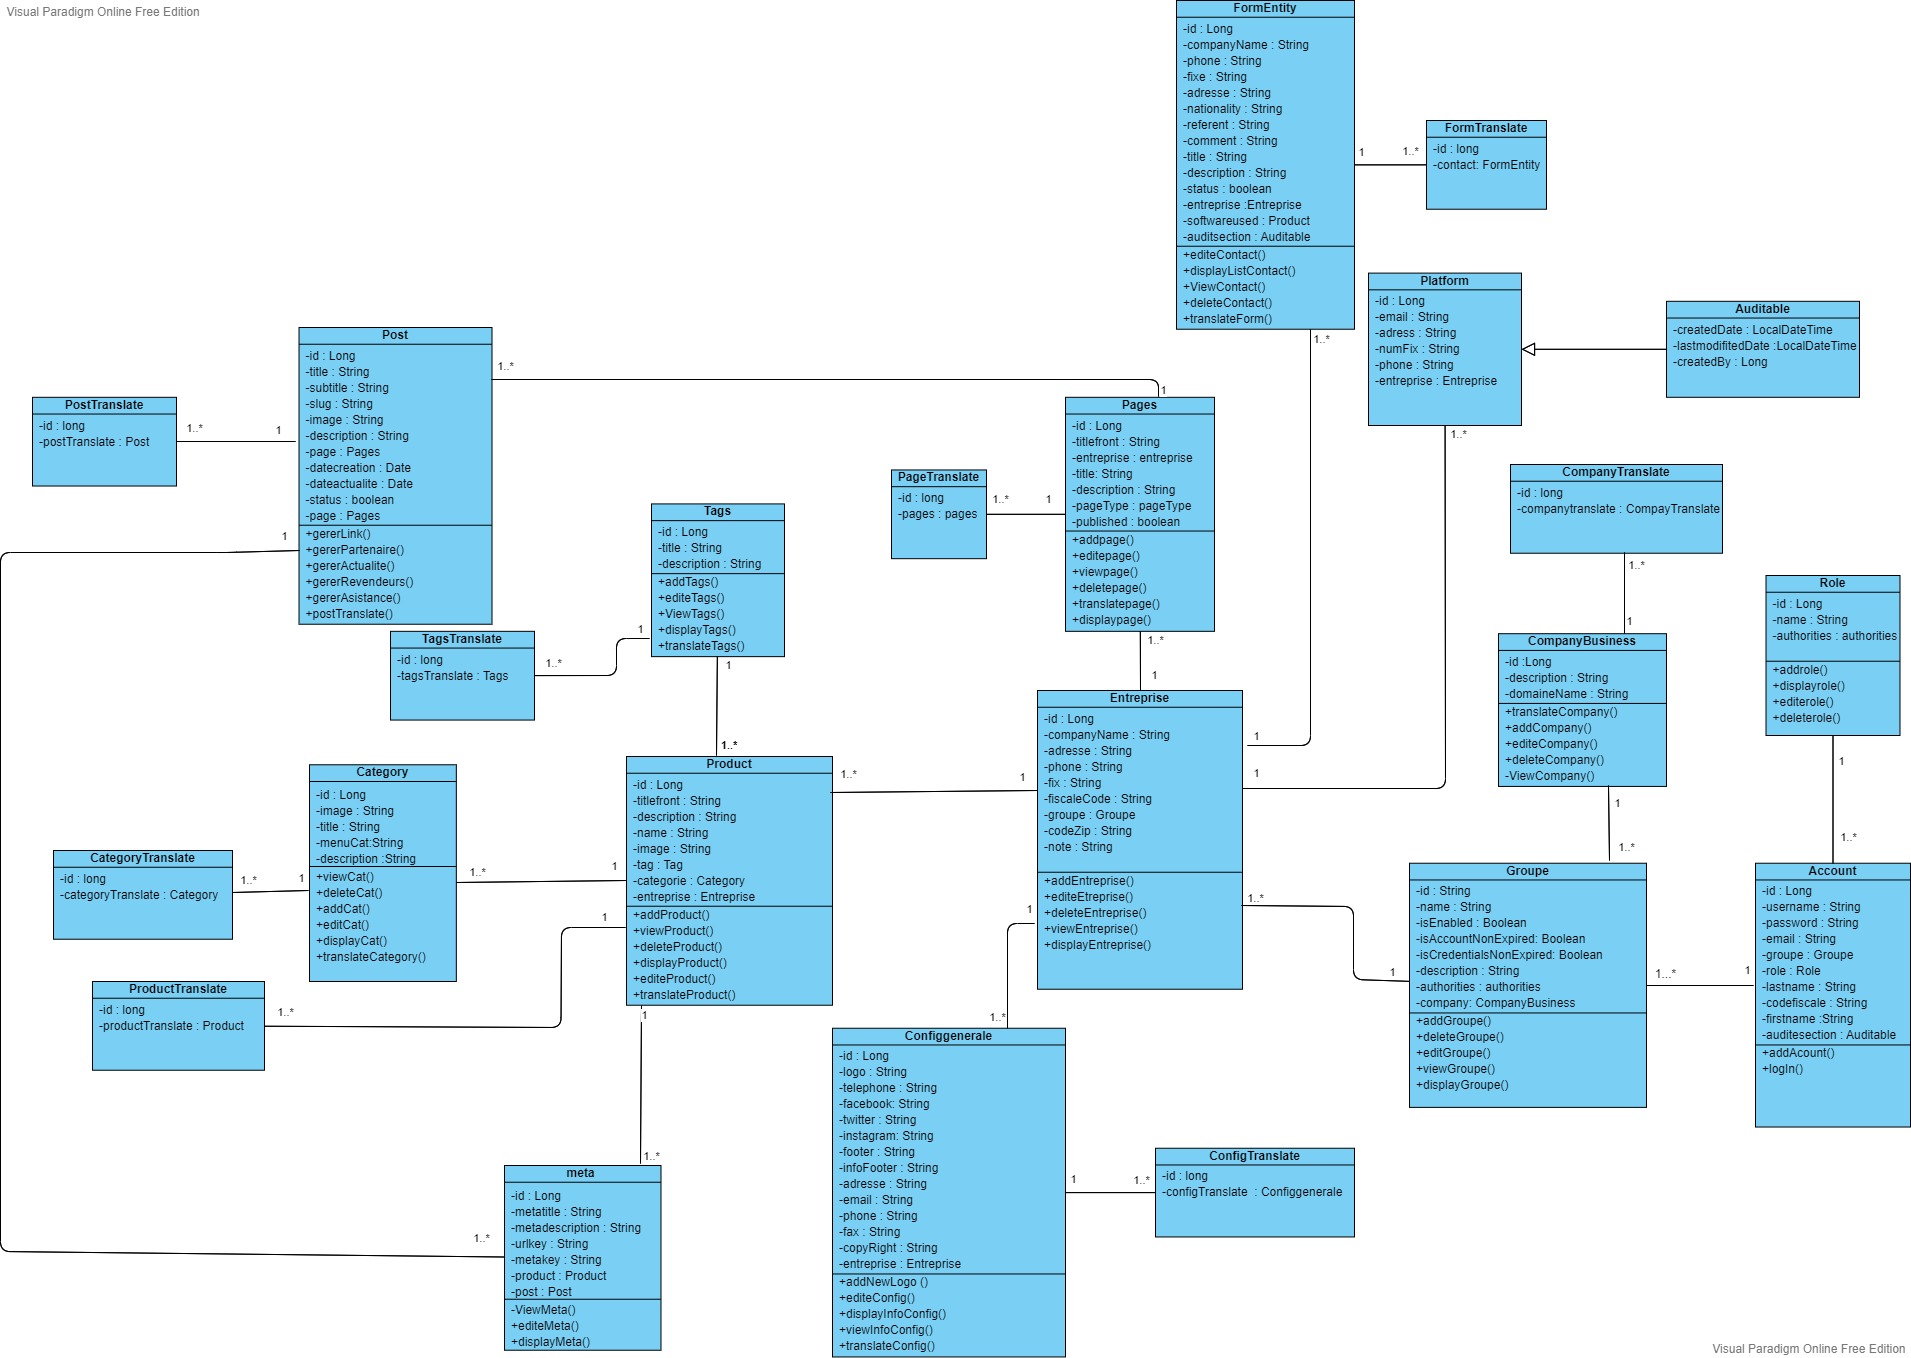 Visual Paradigm Online Free Edition
FormEntity
-id : Long
-companyName : String
-phone : String
-fixe : String
-adresse : String
-nationality : String
-referent : String
-comment : String
-title : String
-description : String
-status : boolean
-entreprise :Entreprise
-softwareused : Product
-auditsection : Auditable
+editeContact()
+displayListContact()
+ViewContact()
+deleteContact()
+translateForm()
1
1..*
FormTranslate
-id : long
-contact: FormEntity
1..*
Platform
-id : Long
-email : String
-adress : String
-numFix : String
-phone : String
-entreprise : Entreprise
1..*
Auditable
-createdDate : LocalDateTime
-lastmodifitedDate :LocalDateTime
-createdBy : Long
Post
-id : Long
-title : String
-subtitle : String
-slug : String
-image : String
-description : String
-page : Pages
-datecreation : Date
-dateactualite : Date
-status : boolean
-page : Pages
+gererLink()
+gererPartenaire()
+gererActualite()
+gererRevendeurs()
+gererAsistance()
+postTranslate()
1..*
1
PostTranslate
-id : long
-postTranslate : Post
1..*
1
1
Pages
-id : Long
-titlefront : String
-entreprise : entreprise
-title: String
-description : String
-pageType : pageType
-published : boolean
+addpage()
+editepage()
+viewpage()
+deletepage()
+translatepage()
+displaypage()
1..*
1
PageTranslate
-id : long
-pages : pages
1..*
1
CompanyTranslate
-id : long
-companytranslate : CompayTranslate
1..*
1
Tags
-id : Long
-title : String
-description : String
+addTags()
+editeTags()
+ViewTags()
+displayTags()
+translateTags()
1
1..*
TagsTranslate
-id : long
-tagsTranslate : Tags
1..*
1
Role
-id : Long
-name : String
-authorities : authorities
+addrole()
+displayrole()
+editerole()
+deleterole()
1
1..*
CompanyBusiness
-id :Long
-description : String
-domaineName : String
+translateCompany()
+addCompany()
+editeCompany()
+deleteCompany()
-ViewCompany()
1
1..*
Entreprise
-id : Long
-companyName : String
-adresse : String
-phone : String
-fix : String
-fiscaleCode : String
-groupe : Groupe
-codeZip : String
-note : String
+addEntreprise()
+editeEtreprise()
+deleteEntreprise()
+viewEntreprise()
+displayEntreprise()
1
1
1..*
1
1
1..*
Product
-id : Long
-titlefront : String
-description : String
-name : String
-image : String
-tag : Tag
-categorie : Category
-entreprise : Entreprise
+addProduct()
+viewProduct()
+deleteProduct()
+displayProduct()
+editeProduct()
+translateProduct()
1..*
1
1
1
1
Category
-id : Long
-image : String
-title : String
-menuCat:String
-description :String
+viewCat()
+deleteCat()
+addCat()
+editCat()
+displayCat()
+translateCategory()
1..*
CategoryTranslate
-id : long
-categoryTranslate : Category
1..*
1
ProductTranslate
-id : long
-productTranslate : Product
1..*
Groupe
-id : String
-name : String
-isEnabled : Boolean
-isAccountNonExpired: Boolean
-isCredentialsNonExpired: Boolean
-description : String
-authorities : authorities
-company: CompanyBusiness
+addGroupe()
+deleteGroupe()
+editGroupe()
+viewGroupe()
+displayGroupe()
1...*
1
Account
-id : Long
-username : String
-password : String
-email : String
-groupe : Groupe
-role : Role
-lastname : String
-codefiscale : String
-firstname :String
-auditesection : Auditable
+addAcount()
+logIn()
Configgenerale
-id : Long
-logo : String
-telephone : String
-facebook: String
-twitter : String
-instagram: String
-footer : String
-infoFooter : String
-adresse : String
-email : String
-phone : String
-fax : String
-copyRight : String
-entreprise : Entreprise
+addNewLogo ()
+editeConfig()
+displayInfoConfig()
+viewInfoConfig()
+translateConfig()
1
1..*
ConfigTranslate
-id : long
-configTranslate  : Configgenerale
1..*
meta
-id : Long
-metatitle : String
-metadescription : String
-urlkey : String
-metakey : String
-product : Product
-post : Post
-ViewMeta()
+editeMeta()
+displayMeta()
1..*
Visual Paradigm Online Free Edition